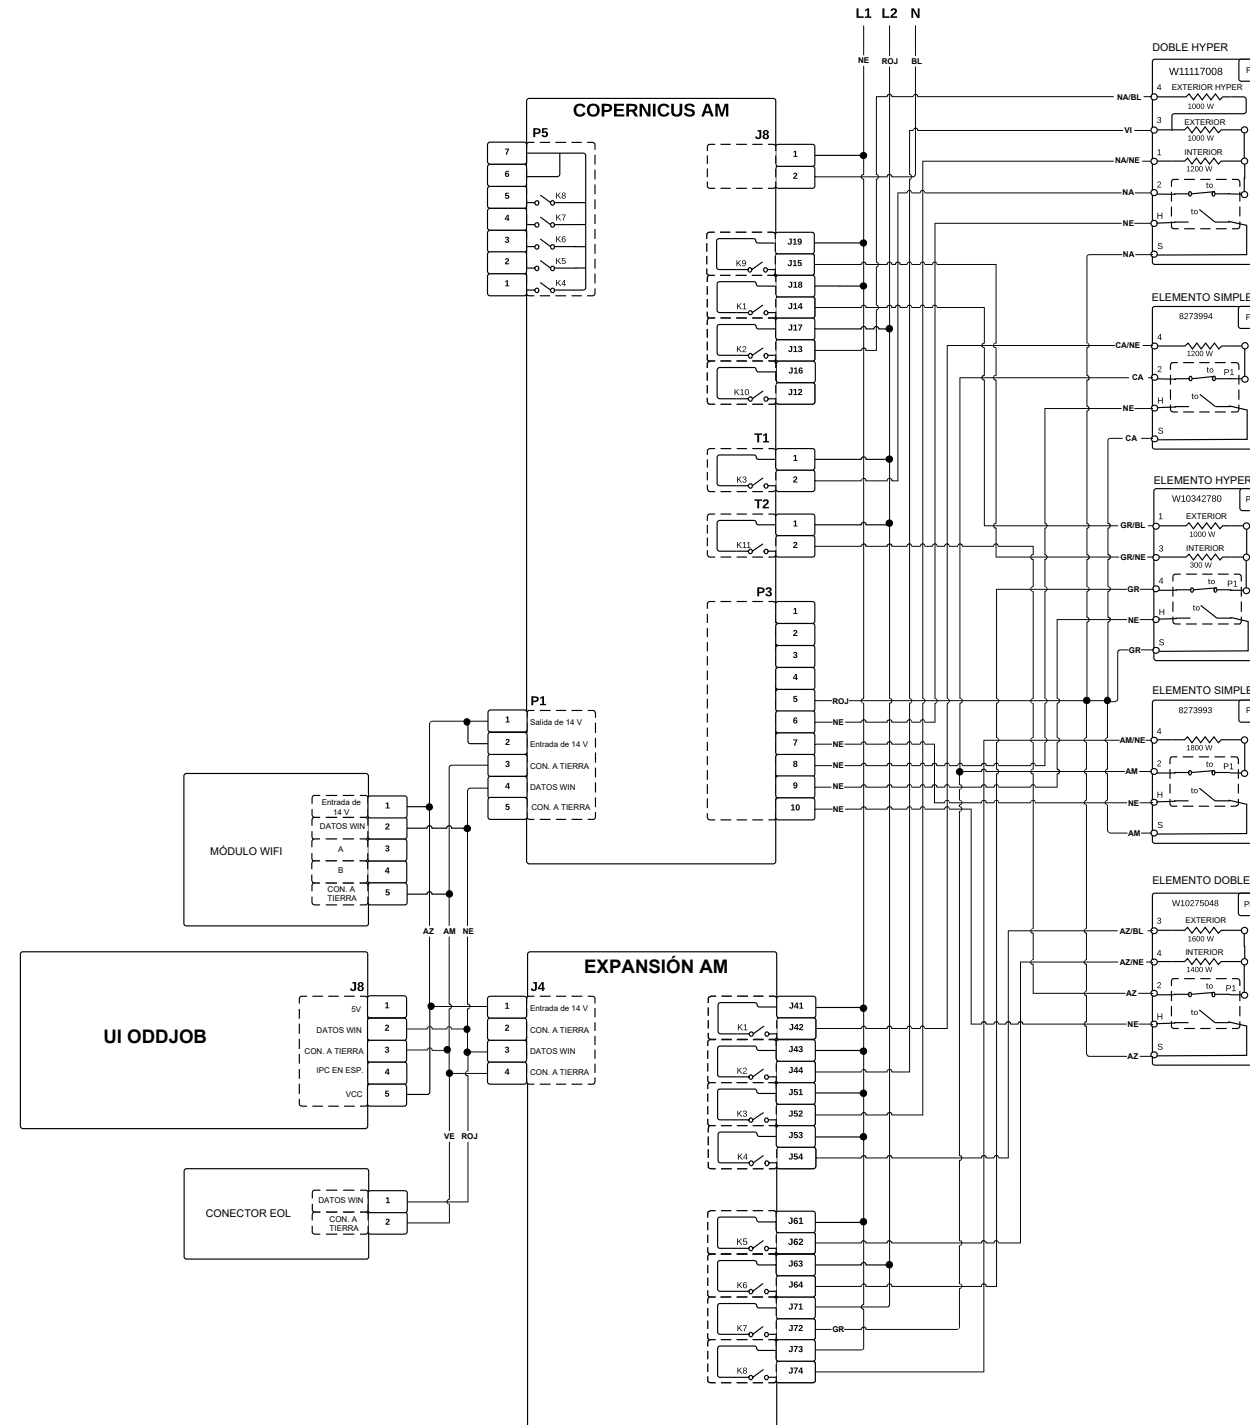 L1 L2 N
NE ROJ BL
COPERNICUS AM
P5
7
6
5 K8
4 K7
3 K6
2 K5
1 K4
J8
1
2
J19
K9 J15
J18
K1 J14
J17
K2 J13
J16
K10 J12
T1
1
K3 2
T2
1
K11 2
P3
1
2
3
4
5 ROJ
6 NE
7 NE
8 NE
9 NE
10 NE
P1
1 Salida de 14 V
2 Entrada de 14 V
3 CON. A TIERRA
4 DATOS WIN
5 CON. A TIERRA
MÓDULO WIFI
Entrada de
14 V 1
DATOS WIN 2
A 3
B 4
CON. A
TIERRA 5
AZ AM NE
UI ODDJOB
J8
5V 1
DATOS WIN 2
CON. A TIERRA 3
IPC EN ESP. 4
VCC 5
VE ROJ
CONECTOR EOL
DATOS WIN 1
CON. A
TIERRA 2
EXPANSIÓN AM
J4
1 Entrada de 14 V
2 CON. A TIERRA
3 DATOS WIN
4 CON. A TIERRA
J41
K1 J42
J43
K2 J44
J51
K3 J52
J53
K4 J54
J61
K5 J62
J63
K6 J64
J71
K7 J72 GR
J73
K8 J74
DOBLE HYPER
W11117008
NA/BL 4 EXTERIOR HYPER
1000 W
VI 3 EXTERIOR
1000 W
NA/NE 1 INTERIOR
1200 W
NA 2 to
NE H to
NA S
ELEMENTO SIMPLE
8273994
CA/NE 4
1200 W
CA 2 to P1
NE H to
CA S
ELEMENTO HYPER
W10342780
GR/BL 1 EXTERIOR
1000 W
GR/NE 3 INTERIOR
300 W
GR 4 to P1
NE H to
GR S
ELEMENTO SIMPLE
8273993
AM/NE 4
1800 W
AM 2 to P1
NE H to
AM S
ELEMENTO DOBLE
W10275048
AZ/BL 3 EXTERIOR
1600 W
AZ/NE 4 INTERIOR
1400 W
AZ 2 to P1
NE H to
AZ S